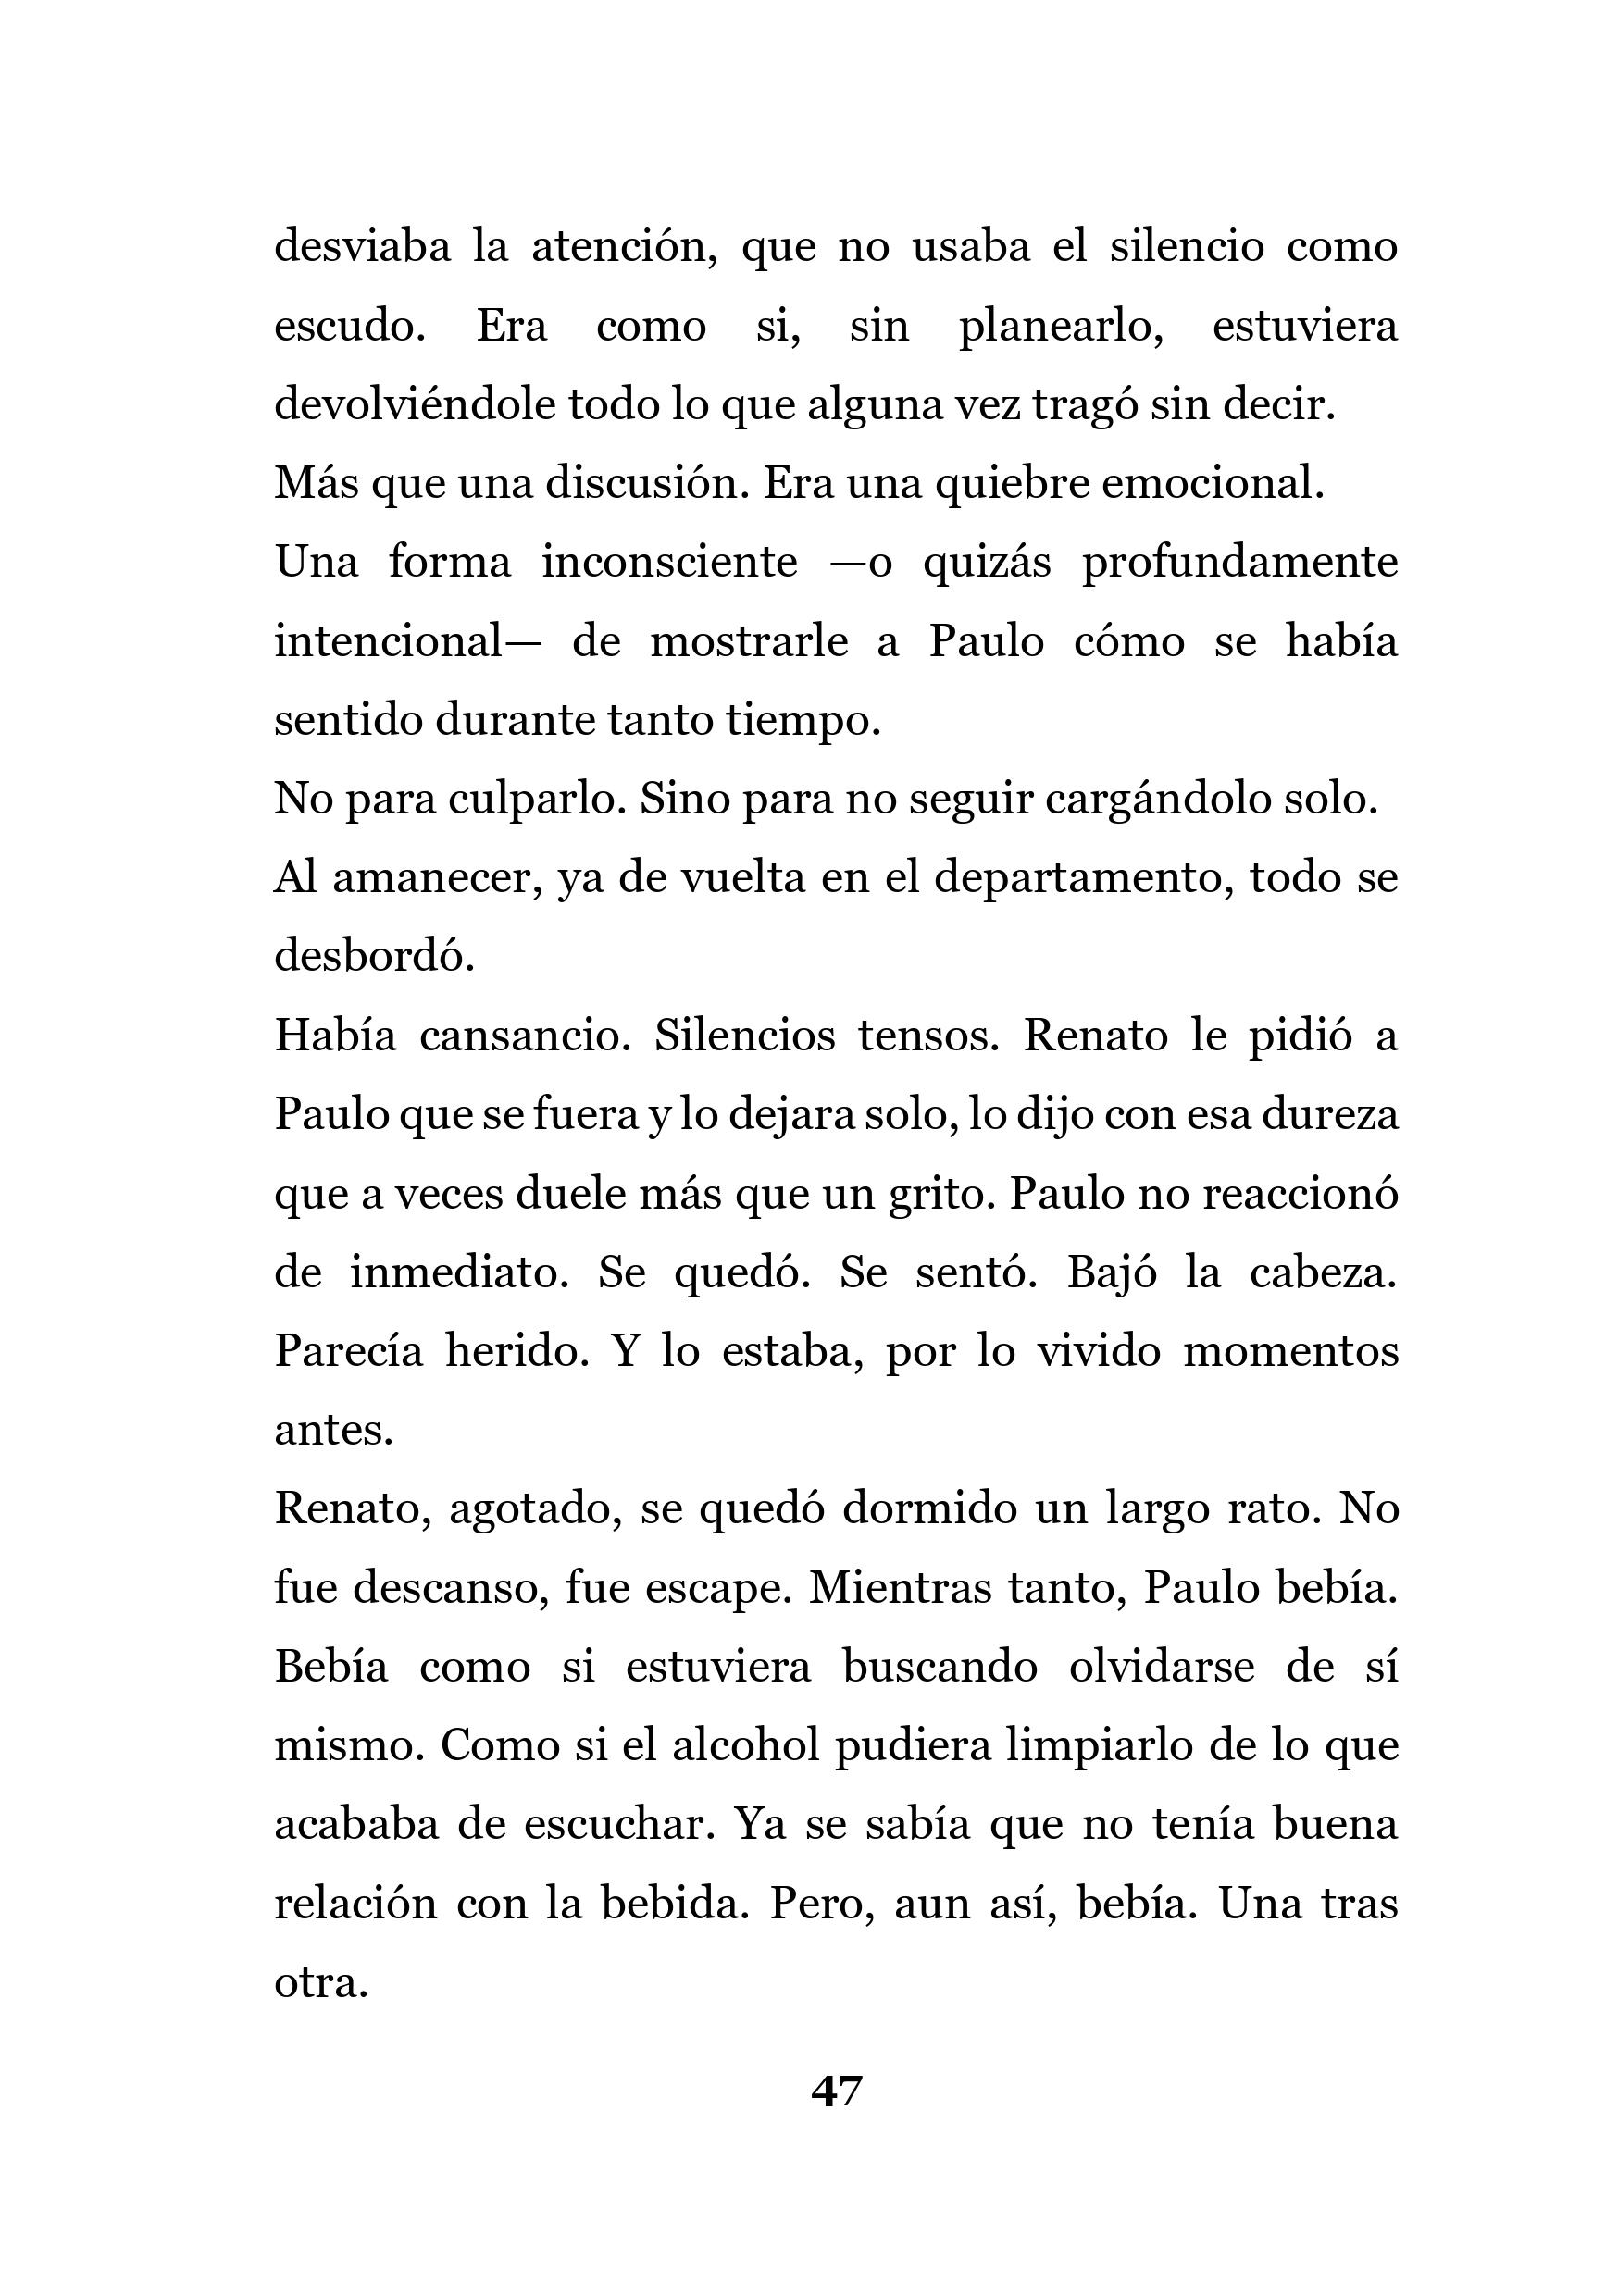 desviaba la atención, que no usaba el silencio como
escudo. Era como si, sin planearlo, estuviera
devolviéndole todo lo que alguna vez tragó sin decir.
Más que una discusión. Era una quiebre emocional.
Una forma inconsciente —o quizás profundamente
intencional— de mostrarle a Paulo cómo se había
sentido durante tanto tiempo.
No para culparlo. Sino para no seguir cargándolo solo.
Al amanecer, ya de vuelta en el departamento, todo se
desbordó.
Había cansancio. Silencios tensos. Renato le pidió a
Paulo que se fuera y lo dejara solo, lo dijo con esa dureza
que a veces duele más que un grito. Paulo no reaccionó
de inmediato. Se quedó. Se sentó. Bajó la cabeza.
Parecía herido. Y lo estaba, por lo vivido momentos
antes.
Renato, agotado, se quedó dormido un largo rato. No
fue descanso, fue escape. Mientras tanto, Paulo bebía.
Bebía como si estuviera buscando olvidarse de sí
mismo. Como si el alcohol pudiera limpiarlo de lo que
acababa de escuchar. Ya se sabía que no tenía buena
relación con la bebida. Pero, aun así, bebía. Una tras
otra.
47